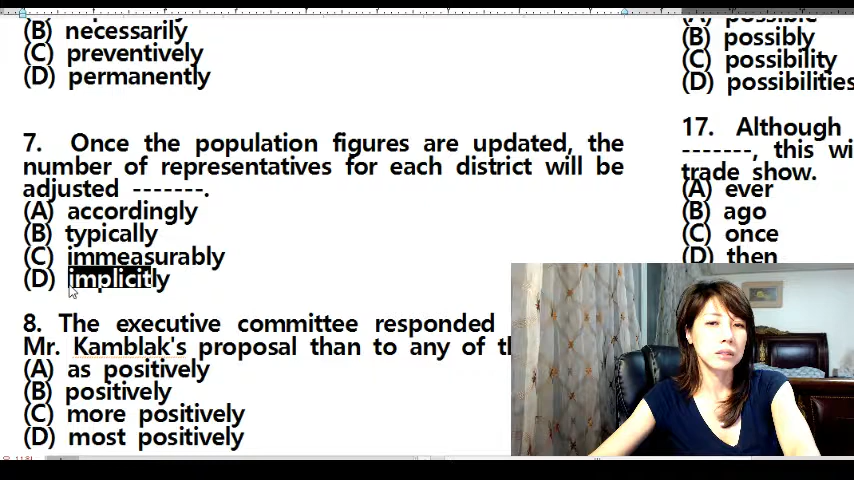 (B) necessarily
(C) preventively
(D) permanently
7. Once the population figures are updated, the
number of representatives for each district will be
adjusted -------.
(A) accordingly
(B) typically
(C) immeasurably
(D) implicitly
8. The executive committee responded
Mr. Kamblak's proposal than to any of
(A) as positively
(B) positively
(C) more positively
(D) most positively
(A) possible
(B) possibly
(C) possibility
(D) possibilities
17. Although
-------, this
trade show.
(A) ever
(B) ago
(C) once
(D) then